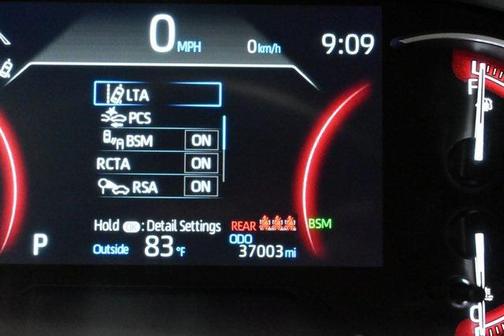 0 MPH 0 km/h 9:09
LTA
PCS
BSM ON
RCTA ON
RSA ON
Hold OK : Detail Settings REAR BSM
P Outside 83 °F ODO 37003 mi
F